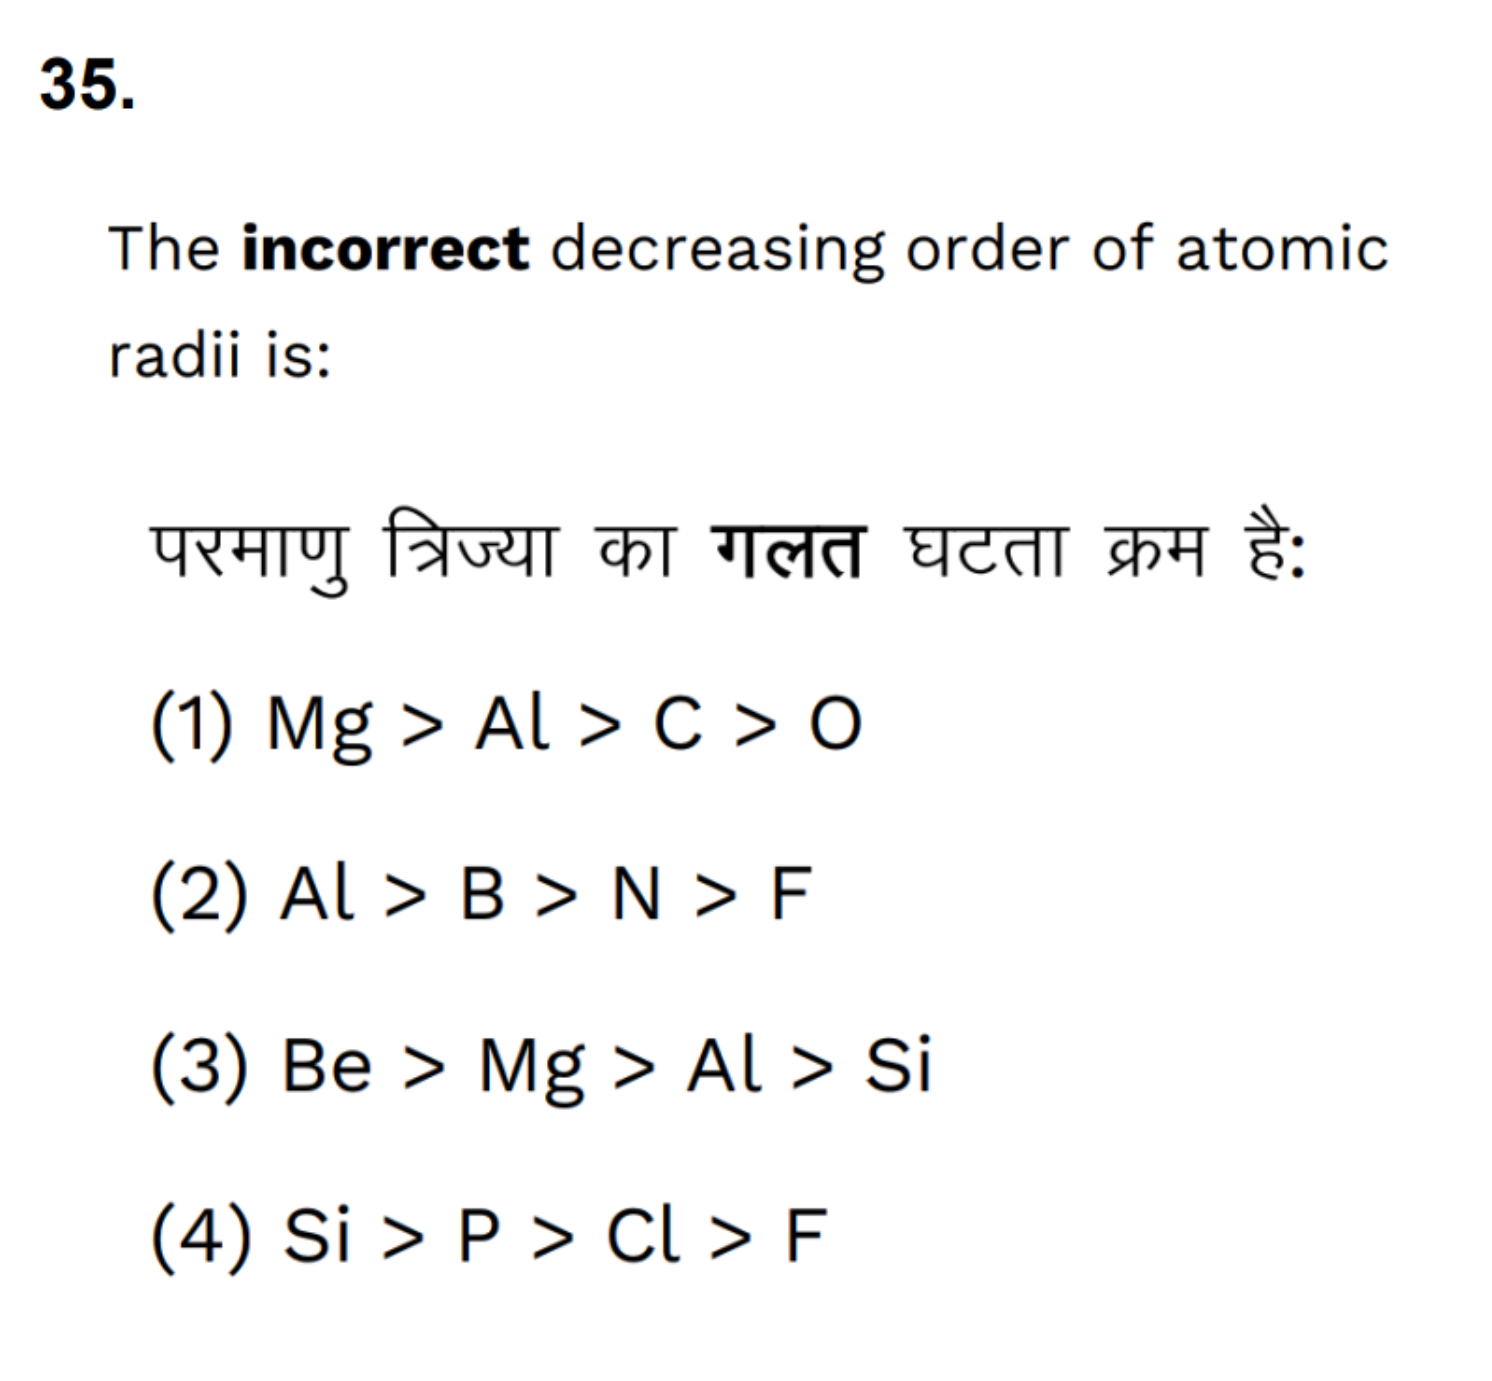 35.
The incorrect decreasing order of atomic
radii is:
परमाणु त्रिज्या का गलत घटता क्रम है:
(1) Mg > Al > C > O
(2) Al > B > N > F
(3) Be > Mg > Al > Si
(4) Si > P > Cl > F